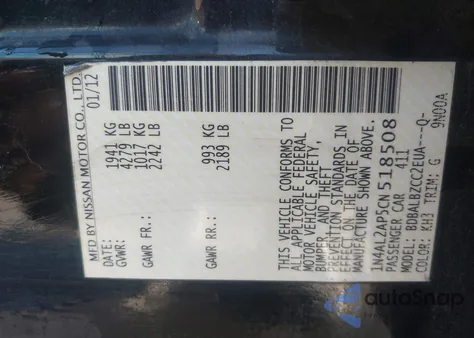 MFD BY NISSAN MOTOR CO., LTD.
01/12
GVWR: 1941 KG
4279 LB
GAWR FR.: 1017 KG
2242 LB
GAWR RR: 993 KG
2189 LB
THIS VEHICLE CONFORMS TO
ALL APPLICABLE FEDERAL
MOTOR VEHICLE SAFETY,
BUMPER AND THEFT
PREVENTION STANDARDS IN
EFFECT ON THE DATE OF
MANUFACTURE SHOWN ABOVE.
1N4AL2AP5CN518508
PASSENGER CAR 411
MODEL: BDBALBZCC2EUA---Q-
COLOR: KH3 TRIM: G 9N00A
autoSnap